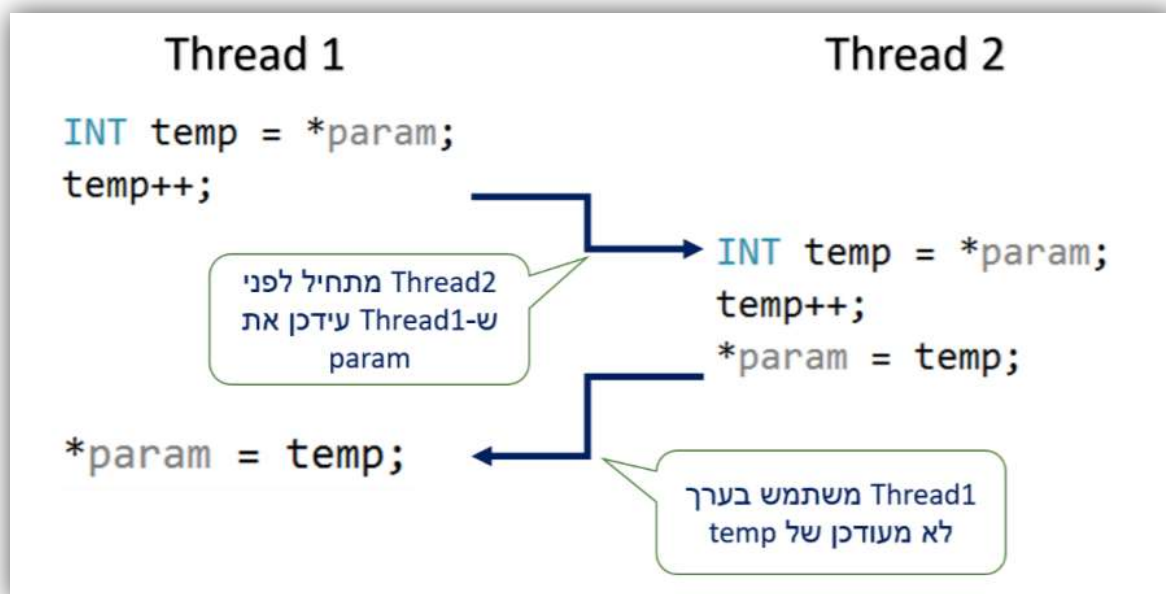 Thread 1
Thread 2
INT temp = *param;
temp++;
Thread2 מתחיל לפני
ש-Thread1 עידכן את
param
INT temp = *param;
temp++;
*param = temp;
*param = temp;
Thread1 משתמש בערך
לא מעודכן של temp